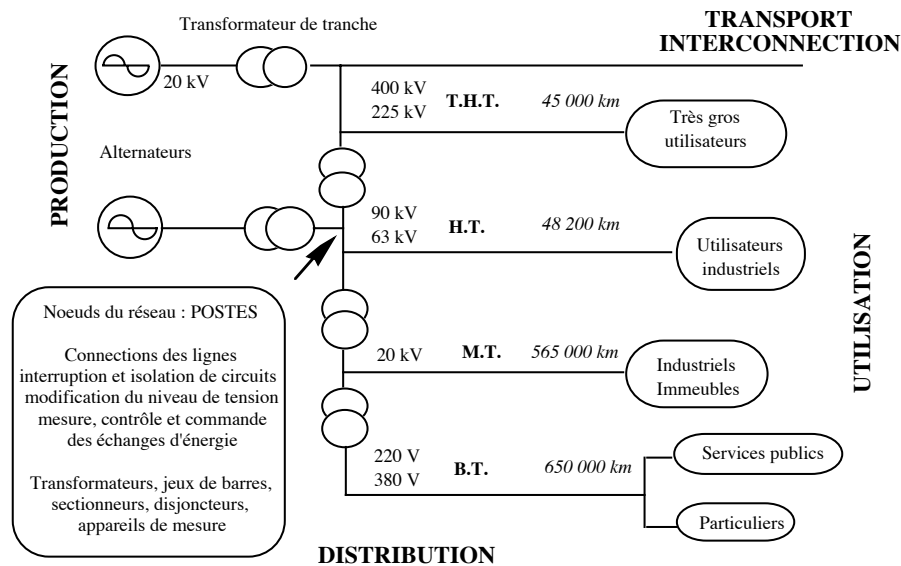 Transformateur de tranche
TRANSPORT
INTERCONNECTION
20 kV
PRODUCTION
400 kV
225 kV
T.H.T.
45 000 km
Très gros
utilisateurs
Alternateurs
90 kV
63 kV
H.T.
48 200 km
Utilisateurs
industriels
UTILISATION
Noeuds du réseau : POSTES
Connections des lignes
interruption et isolation de circuits
modification du niveau de tension
mesure, contrôle et commande
des échanges d'énergie
Transformateurs, jeux de barres,
sectionneurs, disjoncteurs,
appareils de mesure
20 kV
M.T.
565 000 km
Industriels
Immeubles
220 V
380 V
B.T.
650 000 km
Services publics
Particuliers
DISTRIBUTION